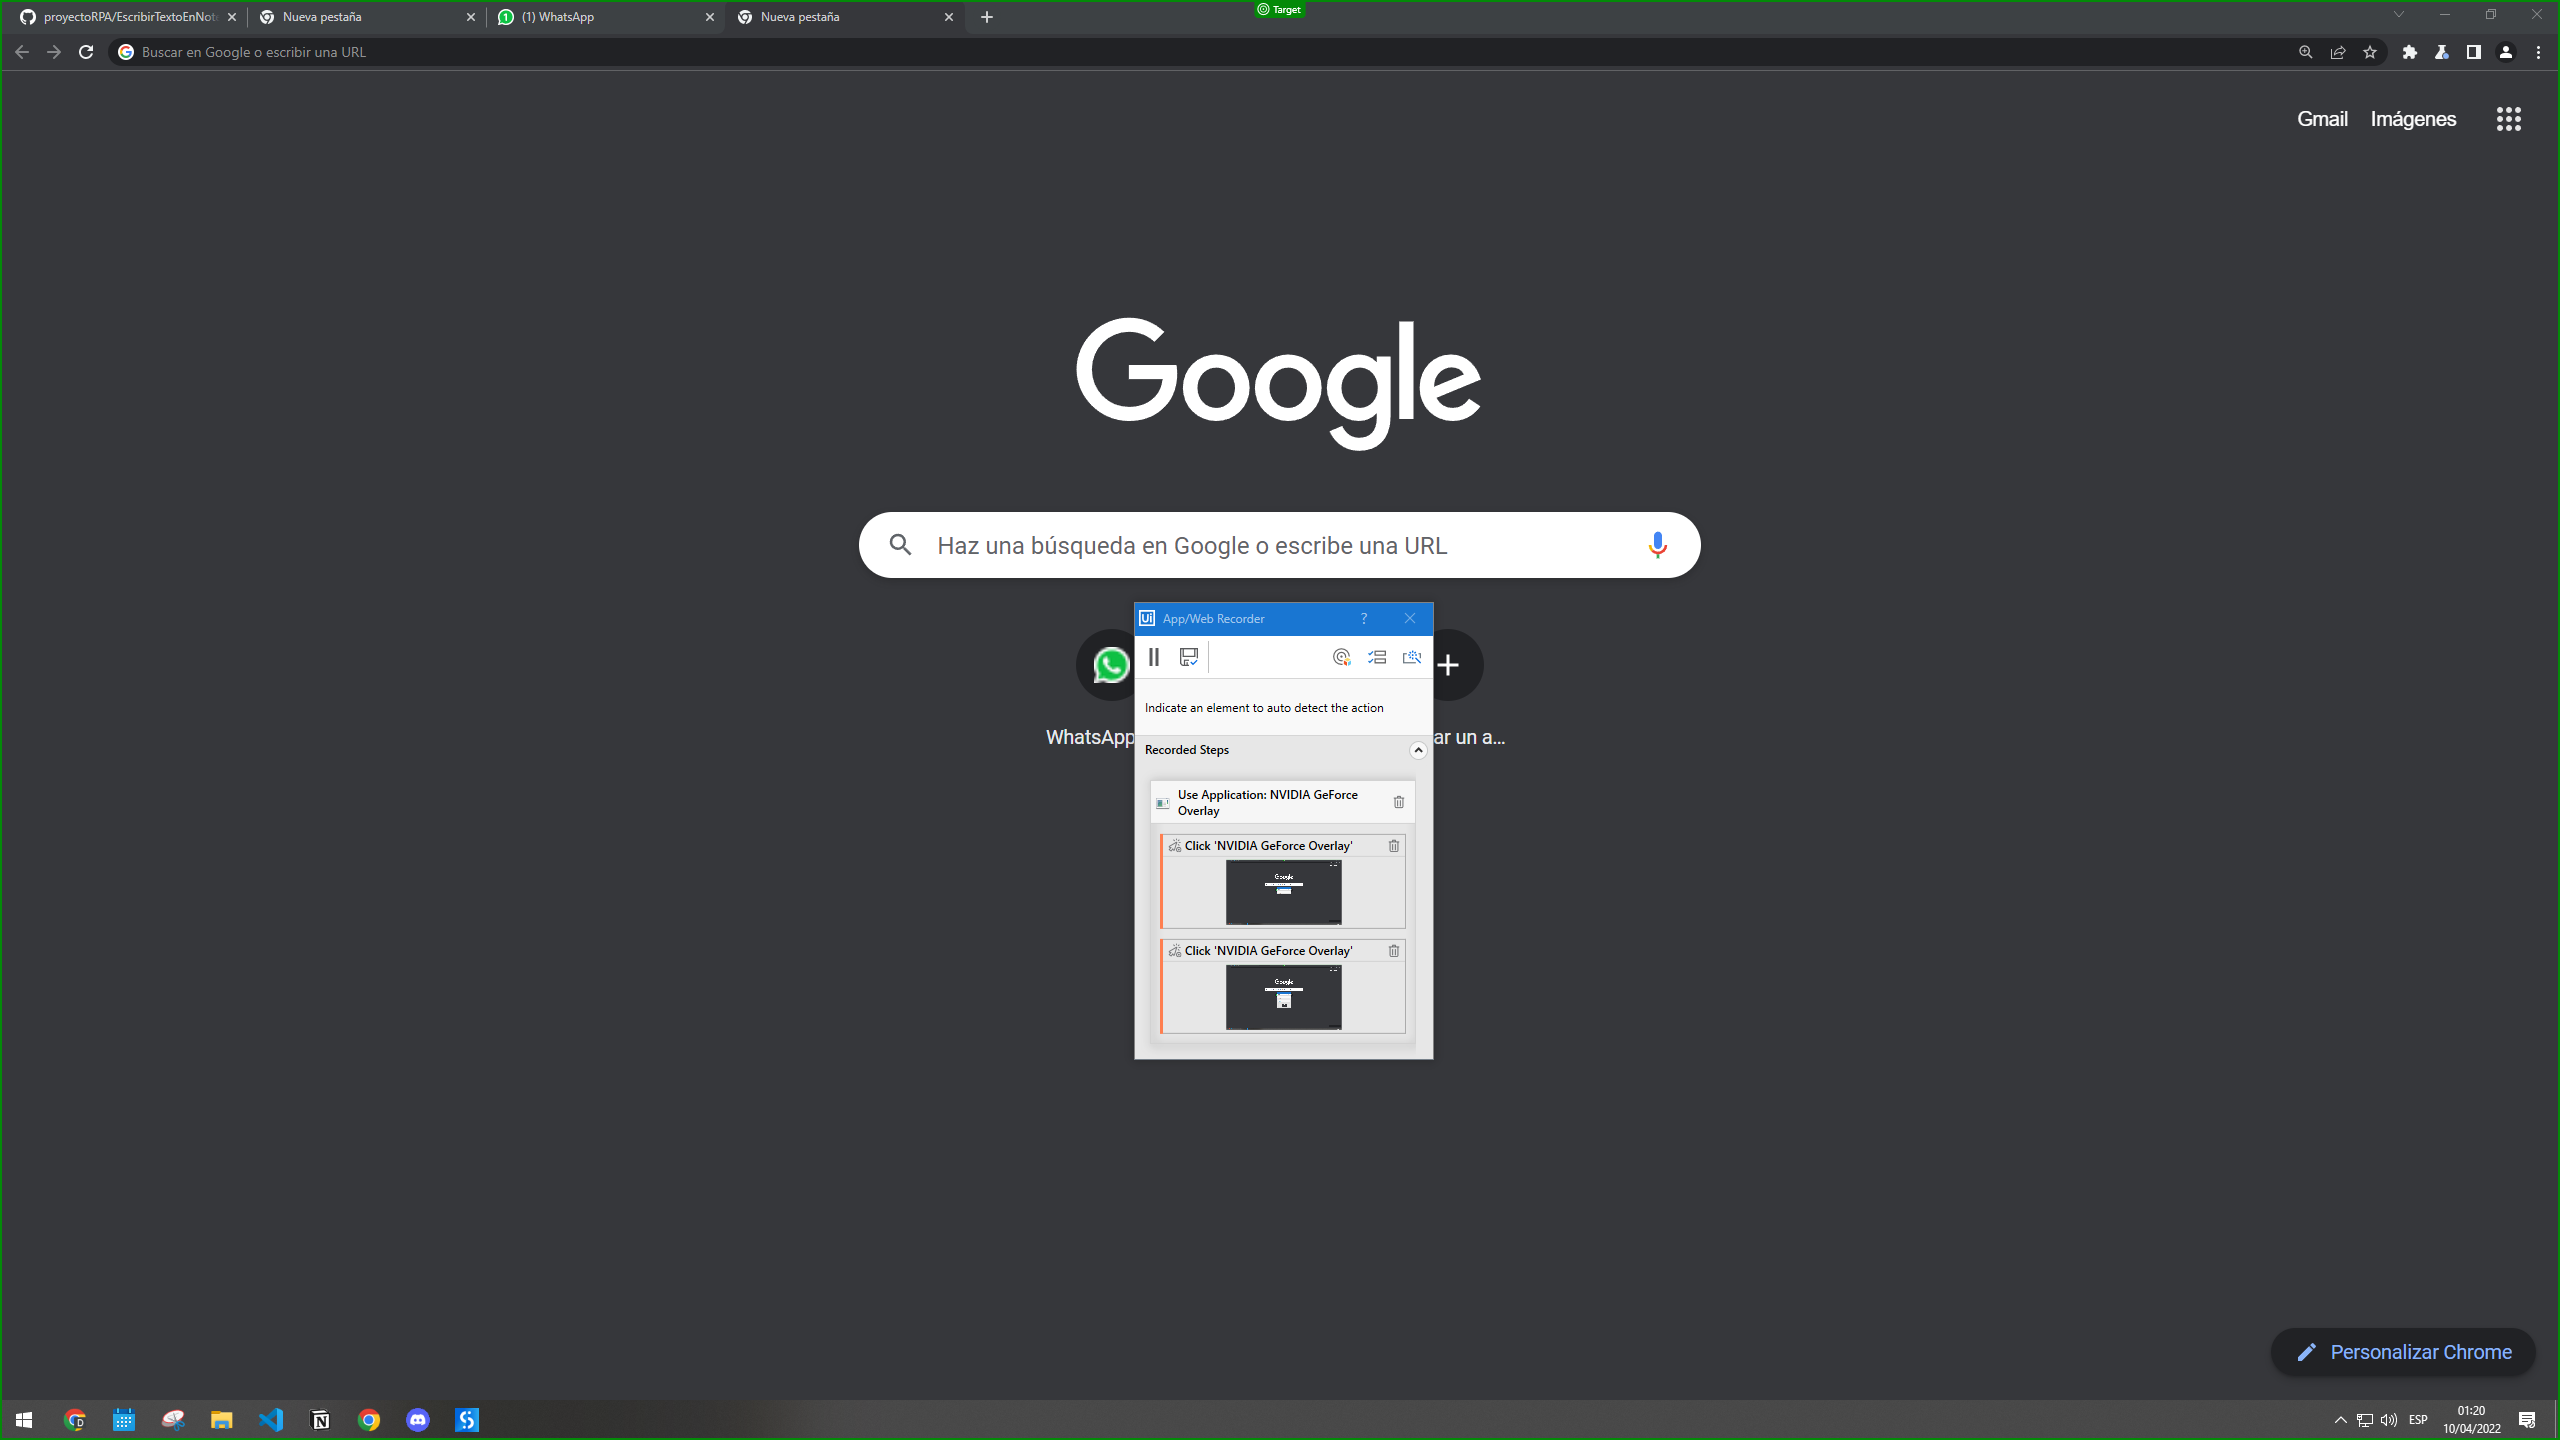 Target
proyectoRPA/EscribirTextoEnNot
Nueva pestaña
(1) WhatsApp
Nueva pestaña
Buscar en Google o escribir una URL
Gmail
Imágenes
Google
Haz una búsqueda en Google o escribe una URL
Ui App/Web Recorder ?
Indicate an element to auto detect the action
WhatsApp
ar un a...
Recorded Steps
Use Application: NVIDIA GeForce
Overlay
Click 'NVIDIA GeForce Overlay'
Google
Click 'NVIDIA GeForce Overlay'
Google
Personalizar Chrome
ESP
01:20
10/04/2022